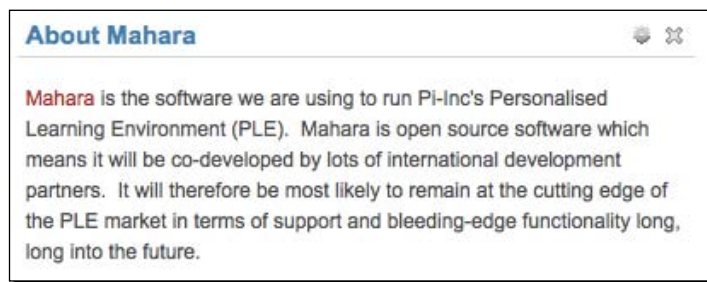 About Mahara
Mahara is the software we are using to run Pi-Inc's Personalised
Learning Environment (PLE).  Mahara is open source software which
means it will be co-developed by lots of international development
partners.  It will therefore be most likely to remain at the cutting edge of
the PLE market in terms of support and bleeding-edge functionality long,
long into the future.